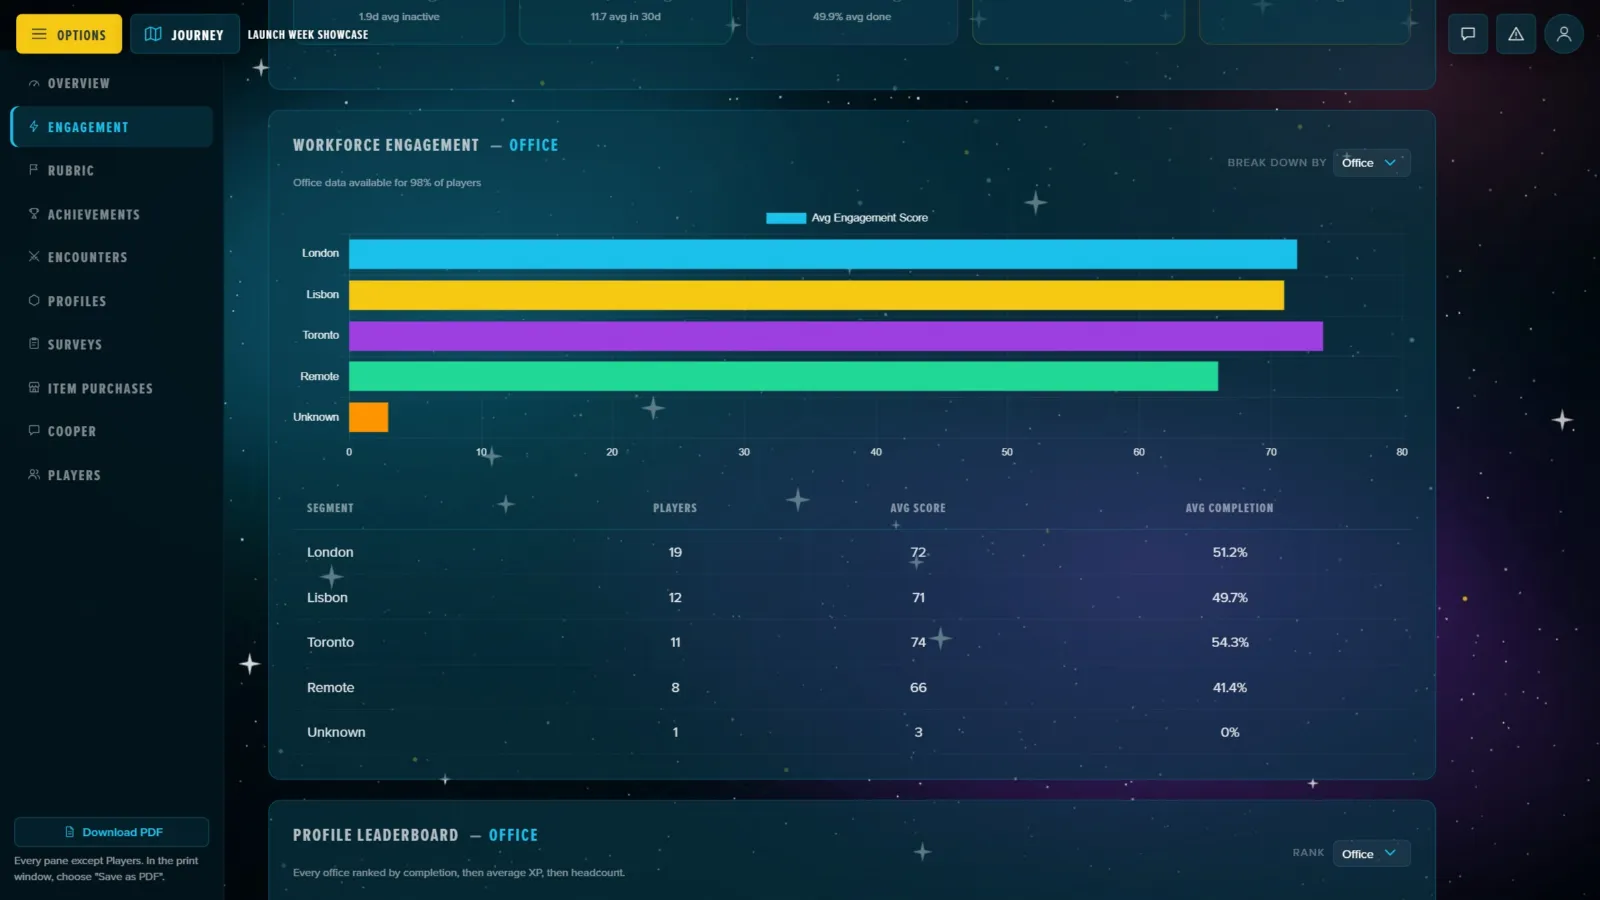 OPTIONS
JOURNEY
LAUNCH WEEK SHOWCASE
1.9d avg inactive
11.7 avg in 30d
49.9% avg done
OVERVIEW
ENGAGEMENT
RUBRIC
ACHIEVEMENTS
ENCOUNTERS
PROFILES
SURVEYS
ITEM PURCHASES
COOPER
PLAYERS
Download PDF
Every pane except Players. In the print
window, choose "Save as PDF".
WORKFORCE ENGAGEMENT — OFFICE
Office data available for 98% of players
BREAK DOWN BY Office
Avg Engagement Score
London
Lisbon
Toronto
Remote
Unknown
0 10 20 30 40 50 60 70 80
SEGMENT PLAYERS AVG SCORE AVG COMPLETION
London 19 72 51.2%
Lisbon 12 71 49.7%
Toronto 11 74 54.3%
Remote 8 66 41.4%
Unknown 1 3 0%
PROFILE LEADERBOARD — OFFICE
Every office ranked by completion, then average XP, then headcount.
RANK Office